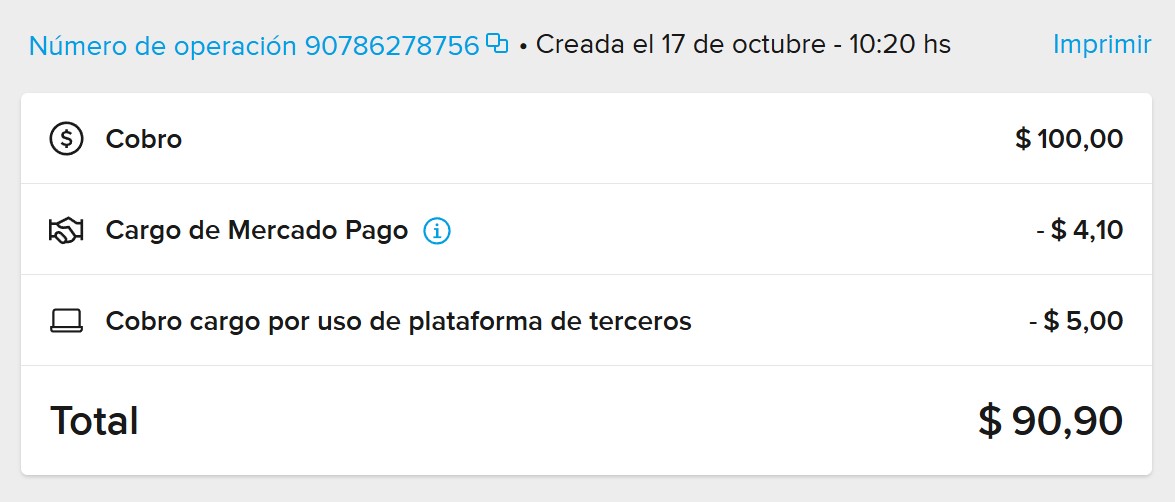 Número de operación 90786278756 • Creada el 17 de octubre - 10:20 hs Imprimir
Cobro $ 100,00
Cargo de Mercado Pago - $ 4,10
Cobro cargo por uso de plataforma de terceros - $ 5,00
Total $ 90,90